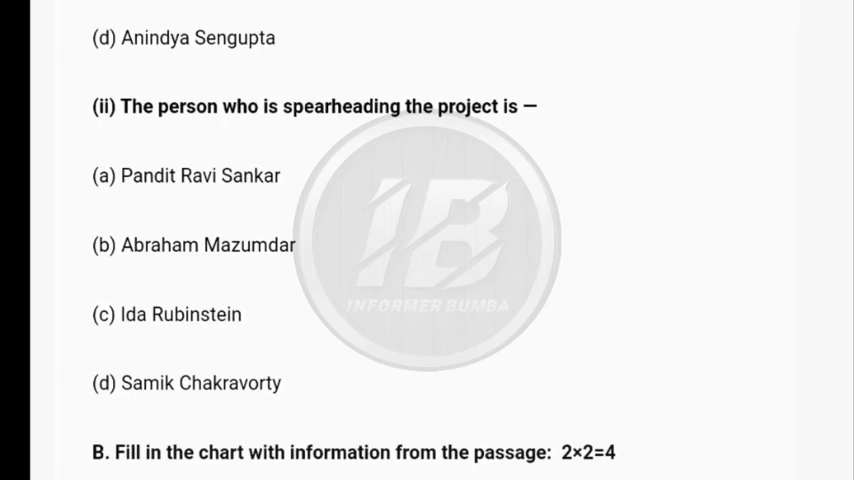 (d) Anindya Sengupta
(ii) The person who is spearheading the project is —
(a) Pandit Ravi Sankar
(b) Abraham Mazumdar
IB
INFORMER BUMBA
(c) Ida Rubinstein
(d) Samik Chakravorty
B. Fill in the chart with information from the passage:  2×2=4